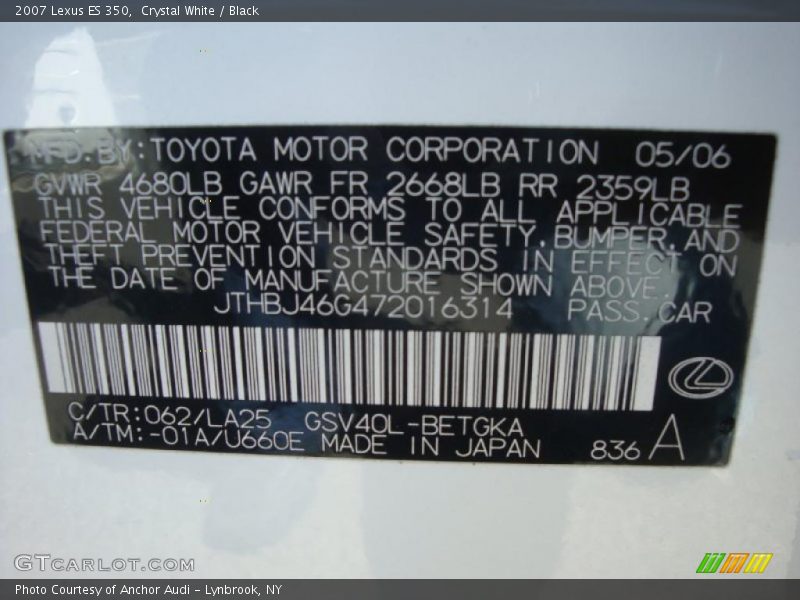 2007 Lexus ES 350, Crystal White / Black
MFD.BY:TOYOTA MOTOR CORPORATION 05/06
GVWR 4680LB GAWR FR 2668LB RR 2359LB
THIS VEHICLE CONFORMS TO ALL APPLICABLE
FEDERAL MOTOR VEHICLE SAFETY,BUMPER,AND
THEFT PREVENTION STANDARDS IN EFFECT ON
THE DATE OF MANUFACTURE SHOWN ABOVE.
JTHBJ46G472016314 PASS.CAR
C/TR:062/LA25 GSV40L-BETGKA
A/TM:-01A/U660E MADE IN JAPAN 836 A
GTCARLOT.COM
Photo Courtesy of Anchor Audi - Lynbrook, NY